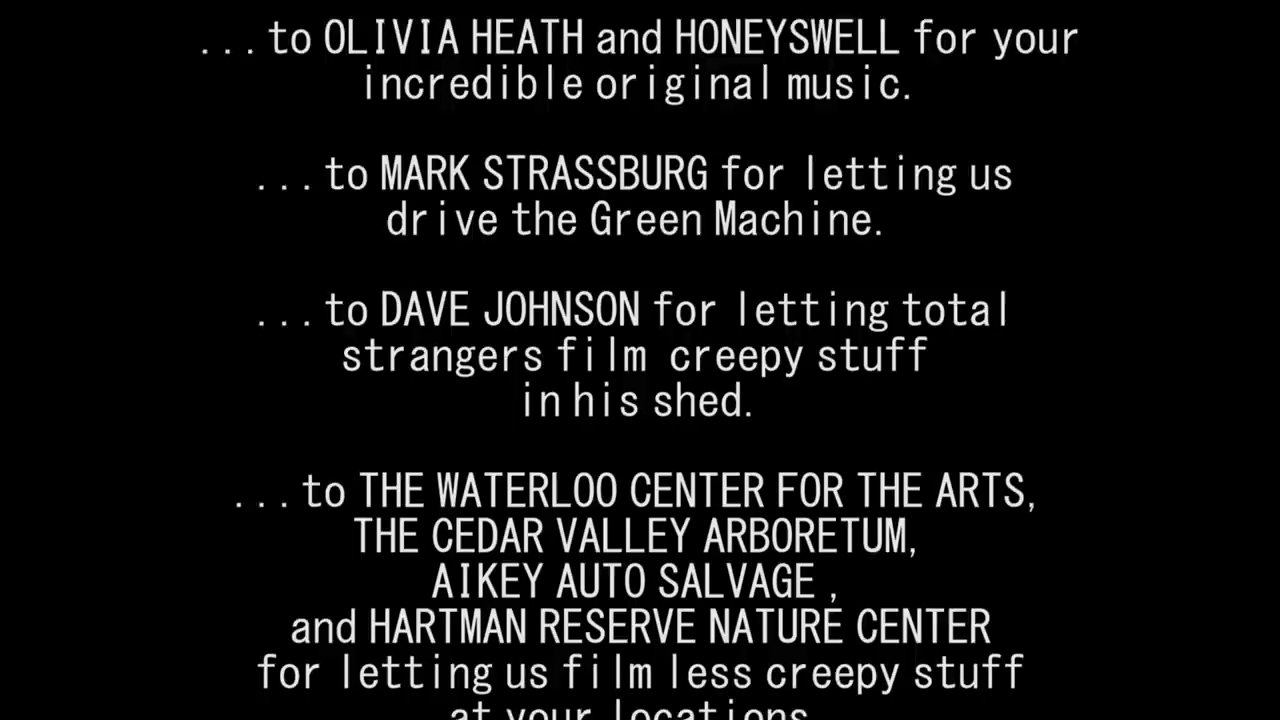 ...to OLIVIA HEATH and HONEYSWELL for your
incredible original music.
...to MARK STRASSBURG for letting us
drive the Green Machine.
...to DAVE JOHNSON for letting total
strangers film creepy stuff
in his shed.
...to THE WATERLOO CENTER FOR THE ARTS,
THE CEDAR VALLEY ARBORETUM,
AIKEY AUTO SALVAGE ,
and HARTMAN RESERVE NATURE CENTER
for letting us film less creepy stuff
at your locations.